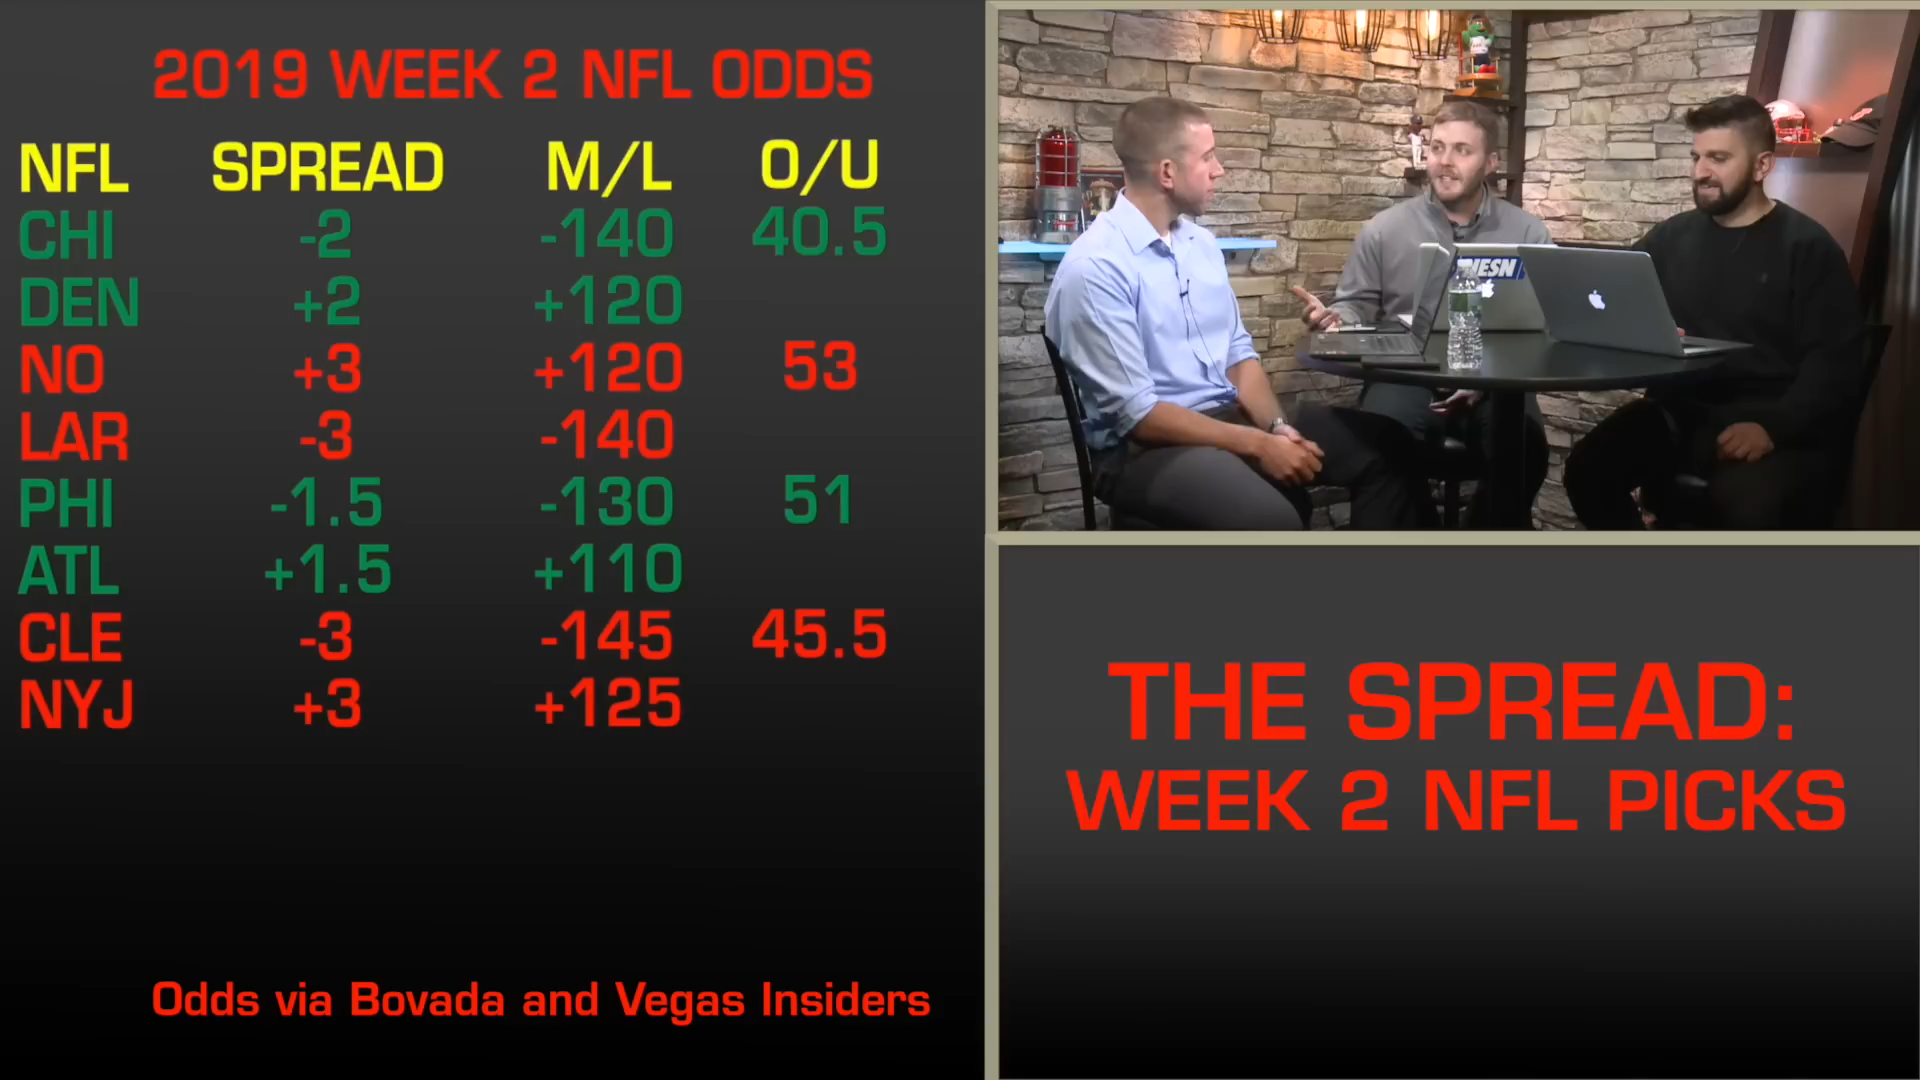 2019 WEEK 2 NFL ODDS
NFL SPREAD M/L O/U
CHI -2 -140 40.5
DEN +2 +120
NO +3 +120 53
LAR -3 -140
PHI -1.5 -130 51
ATL +1.5 +110
CLE -3 -145 45.5
NYJ +3 +125
Odds via Bovada and Vegas Insiders
NESN
THE SPREAD:
WEEK 2 NFL PICKS